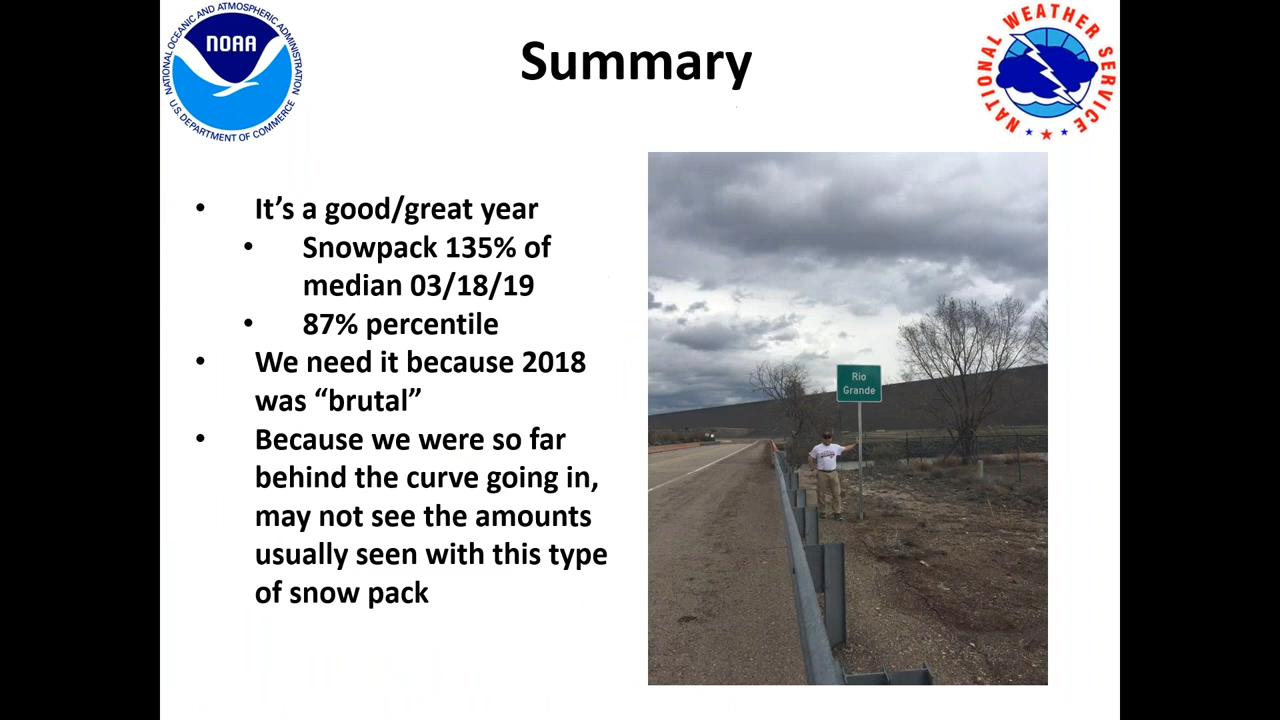 NATIONAL OCEANIC AND ATMOSPHERIC ADMINISTRATION
NOAA
U.S. DEPARTMENT OF COMMERCE
Summary
NATIONAL WEATHER SERVICE
• It’s a good/great year
• Snowpack 135% of
median 03/18/19
• 87% percentile
• We need it because 2018
was “brutal”
• Because we were so far
behind the curve going in,
may not see the amounts
usually seen with this type
of snow pack
Rio
Grande